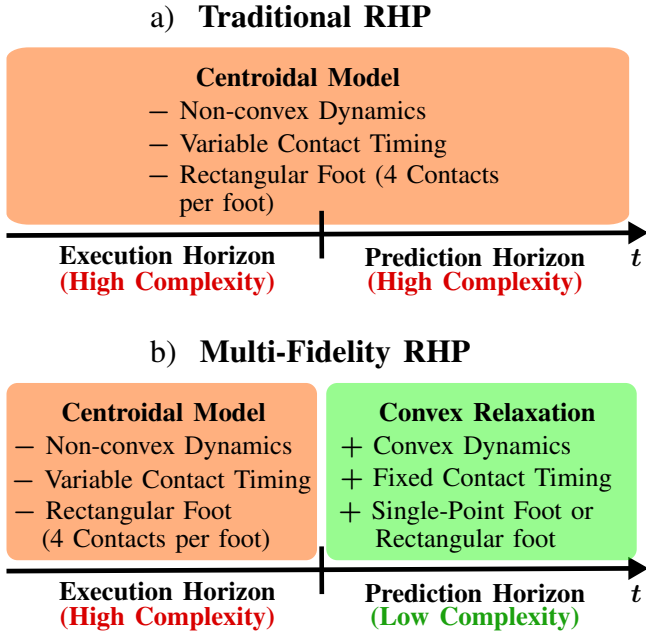 a) Traditional RHP
Centroidal Model
− Non-convex Dynamics
− Variable Contact Timing
− Rectangular Foot (4 Contacts
per foot)
Execution Horizon Prediction Horizon t
(High Complexity) (High Complexity)
b) Multi-Fidelity RHP
Centroidal Model
− Non-convex Dynamics
− Variable Contact Timing
− Rectangular Foot
(4 Contacts per foot)
Convex Relaxation
+ Convex Dynamics
+ Fixed Contact Timing
+ Single-Point Foot or
Rectangular foot
Execution Horizon Prediction Horizon t
(High Complexity) (Low Complexity)